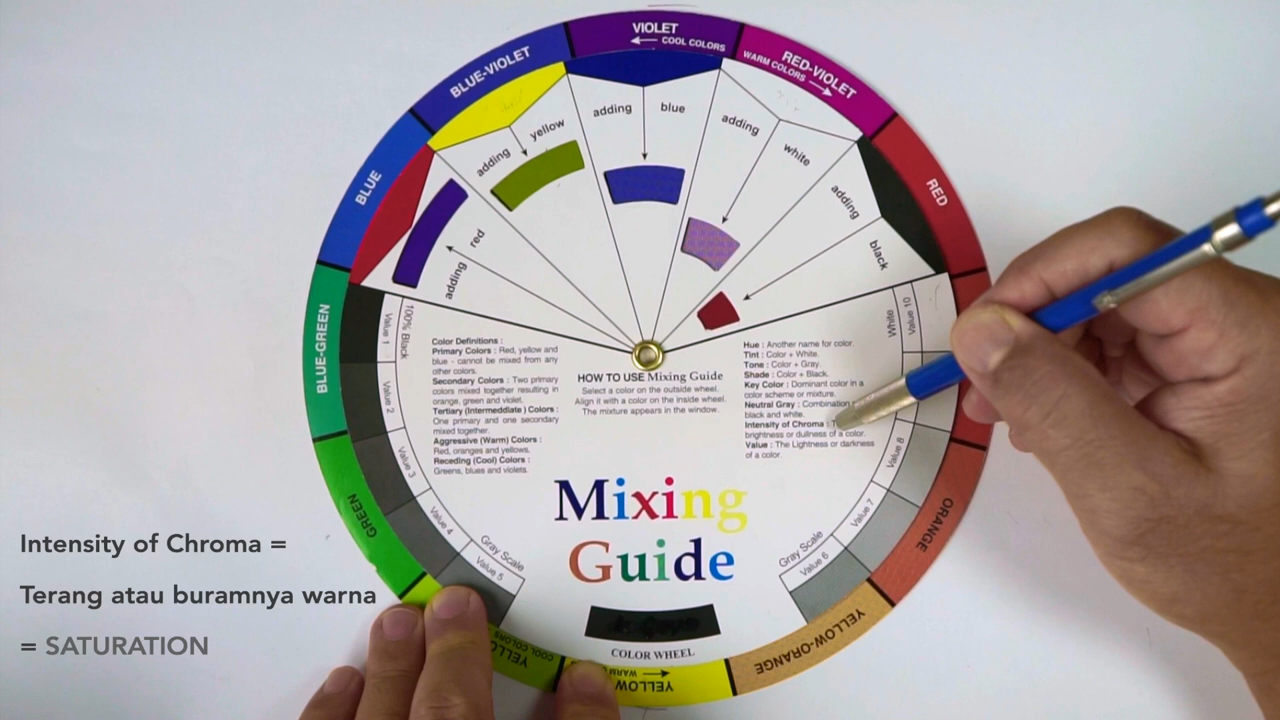 VIOLET
COOL COLORS
RED-VIOLET
WARM COLORS
BLUE-VIOLET
BLUE
RED
BLUE-GREEN
GREEN
ORANGE
YELLOW-ORANGE
YELLOW
WARM
YELLOW
COOL COLORS
adding red
adding yellow
adding blue
adding white
adding black
100% Black
Value 1
Value 2
Value 3
Value 4
Value 5
Gray Scale
White
Value 10
Value 8
Value 7
Value 6
Gray Scale
Color Definitions :
Primary Colors : Red, yellow and
blue - cannot be mixed from any
other colors.
Secondary Colors : Two primary
colors mixed together resulting in
orange, green and violet.
Tertiary (Intermeddiate ) Colors :
One primary and one secondary
mixed together.
Aggressive (Warm) Colors :
Red, oranges and yellows.
Receding (Cool) Colors :
Greens, blues and violets.
HOW TO USE Mixing Guide
Select a color on the outside wheel.
Align it with a color on the inside wheel.
The mixture appears in the window.
Hue : Another name for color.
Tint : Color + White.
Tone : Color + Gray.
Shade : Color + Black.
Key Color : Dominant color in a
color scheme or mixture.
Neutral Gray : Combination
black and white.
Intensity of Chroma :
brightness or dullness of a color.
Value : The Lightness or darkness
of a color.
Mixing
Guide
COLOR WHEEL
Intensity of Chroma =
Terang atau buramnya warna
= SATURATION